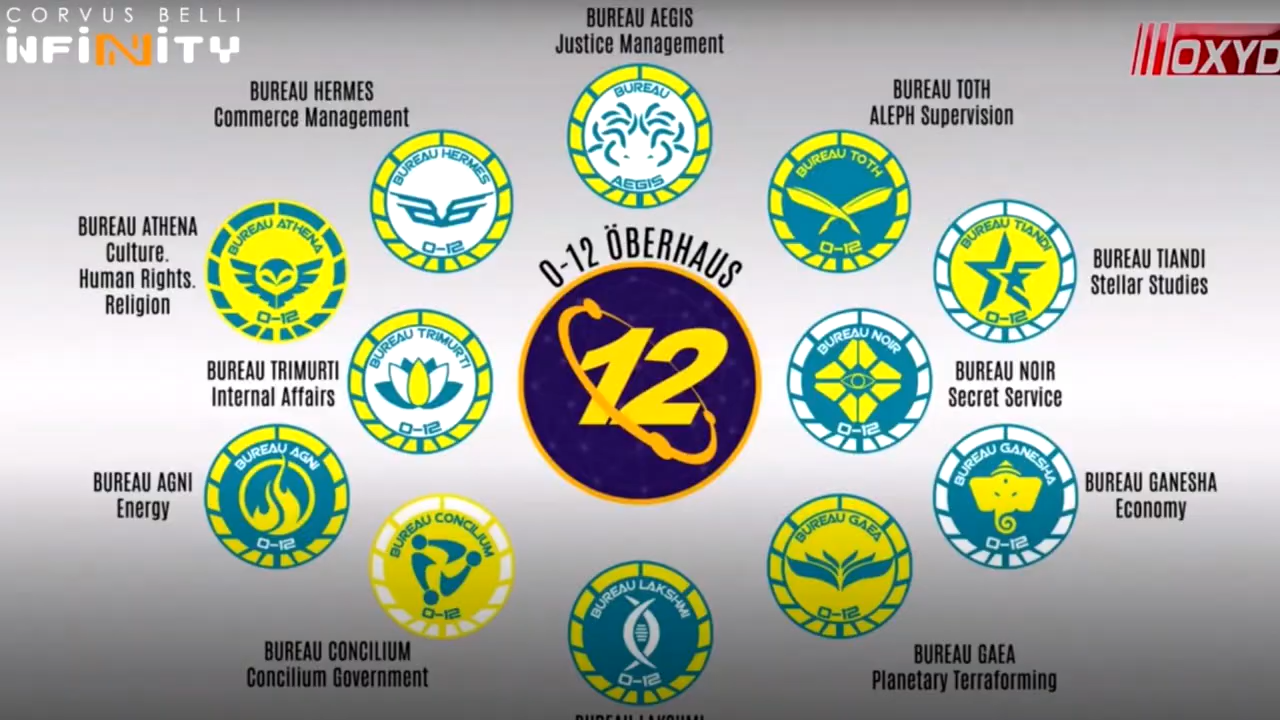 CORVUS BELLI
INFINITY
OXYD
BUREAU AEGIS
Justice Management
BUREAU
AEGIS
BUREAU HERMES
Commerce Management
BUREAU HERMES
O-12
BUREAU TOTH
ALEPH Supervision
BUREAU TOTH
O-12
BUREAU ATHENA
Culture.
Human Rights.
Religion
BUREAU ATHENA
O-12
BUREAU TIANDI
O-12
BUREAU TIANDI
Stellar Studies
O-12 ÖBERHAUS
12
BUREAU TRIMURTI
Internal Affairs
BUREAU TRIMURTI
O-12
BUREAU NOIR
O-12
BUREAU NOIR
Secret Service
BUREAU AGNI
Energy
BUREAU AGNI
O-12
BUREAU GANESHA
O-12
BUREAU GANESHA
Economy
BUREAU CONCILIUM
O-12
BUREAU CONCILIUM
Concilium Government
BUREAU GAEA
O-12
BUREAU GAEA
Planetary Terraforming
BUREAU LAKSHMI
O-12
BUREAU LAKSHMI